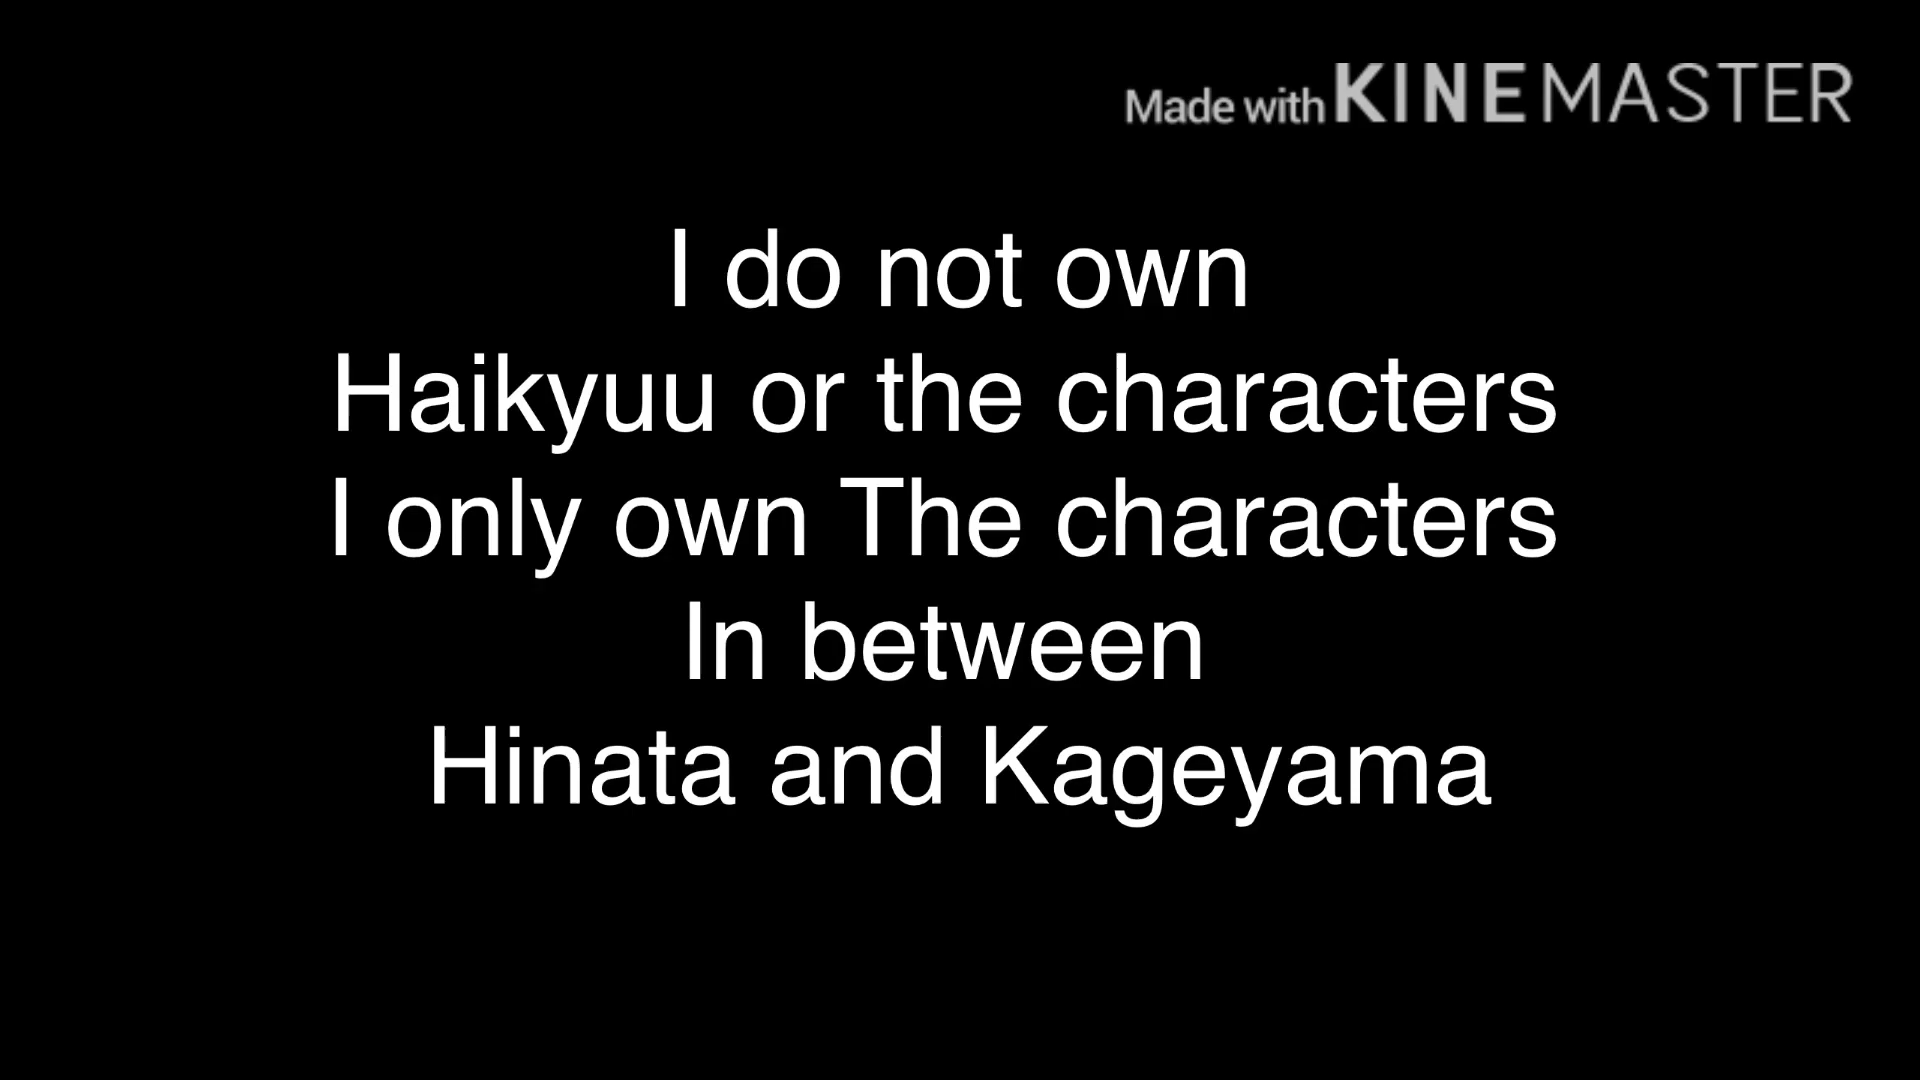 Made with KINEMASTER
I do not own
Haikyuu or the characters
I only own The characters
In between
Hinata and Kageyama